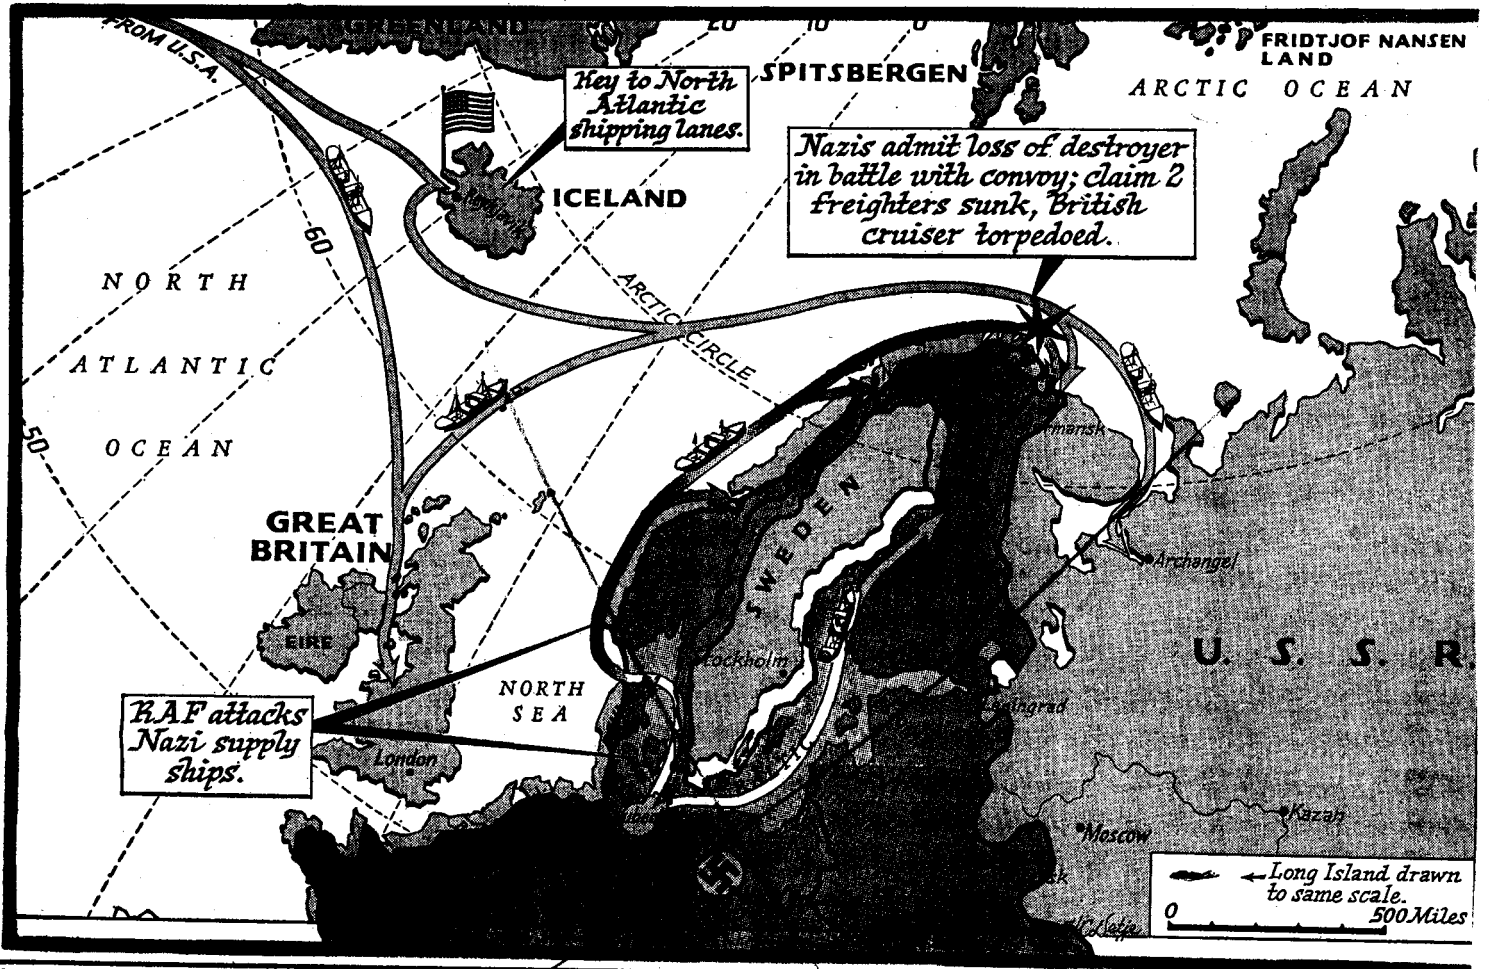 GREENLAND
20
10
0
FROM U.S.A.
Key to North
Atlantic
shipping lanes.
SPITSBERGEN
FRIDTJOF NANSEN
LAND
ARCTIC OCEAN
Nazis admit loss of destroyer
in battle with convoy; claim 2
freighters sunk, British
cruiser torpedoed.
ICELAND
60
NORTH
ATLANTIC
OCEAN
ARCTIC CIRCLE
50
SWEDEN
GREAT
BRITAIN
Archangel
EIRE
U. S. S. R.
NORTH
SEA
RAF attacks
Nazi supply
ships.
London
Moscow
Kazan
Long Island drawn
to same scale.
0
500 Miles